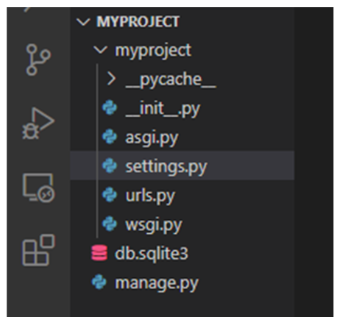 MYPROJECT
myproject
__pycache__
__init__.py
asgi.py
settings.py
urls.py
wsgi.py
db.sqlite3
manage.py